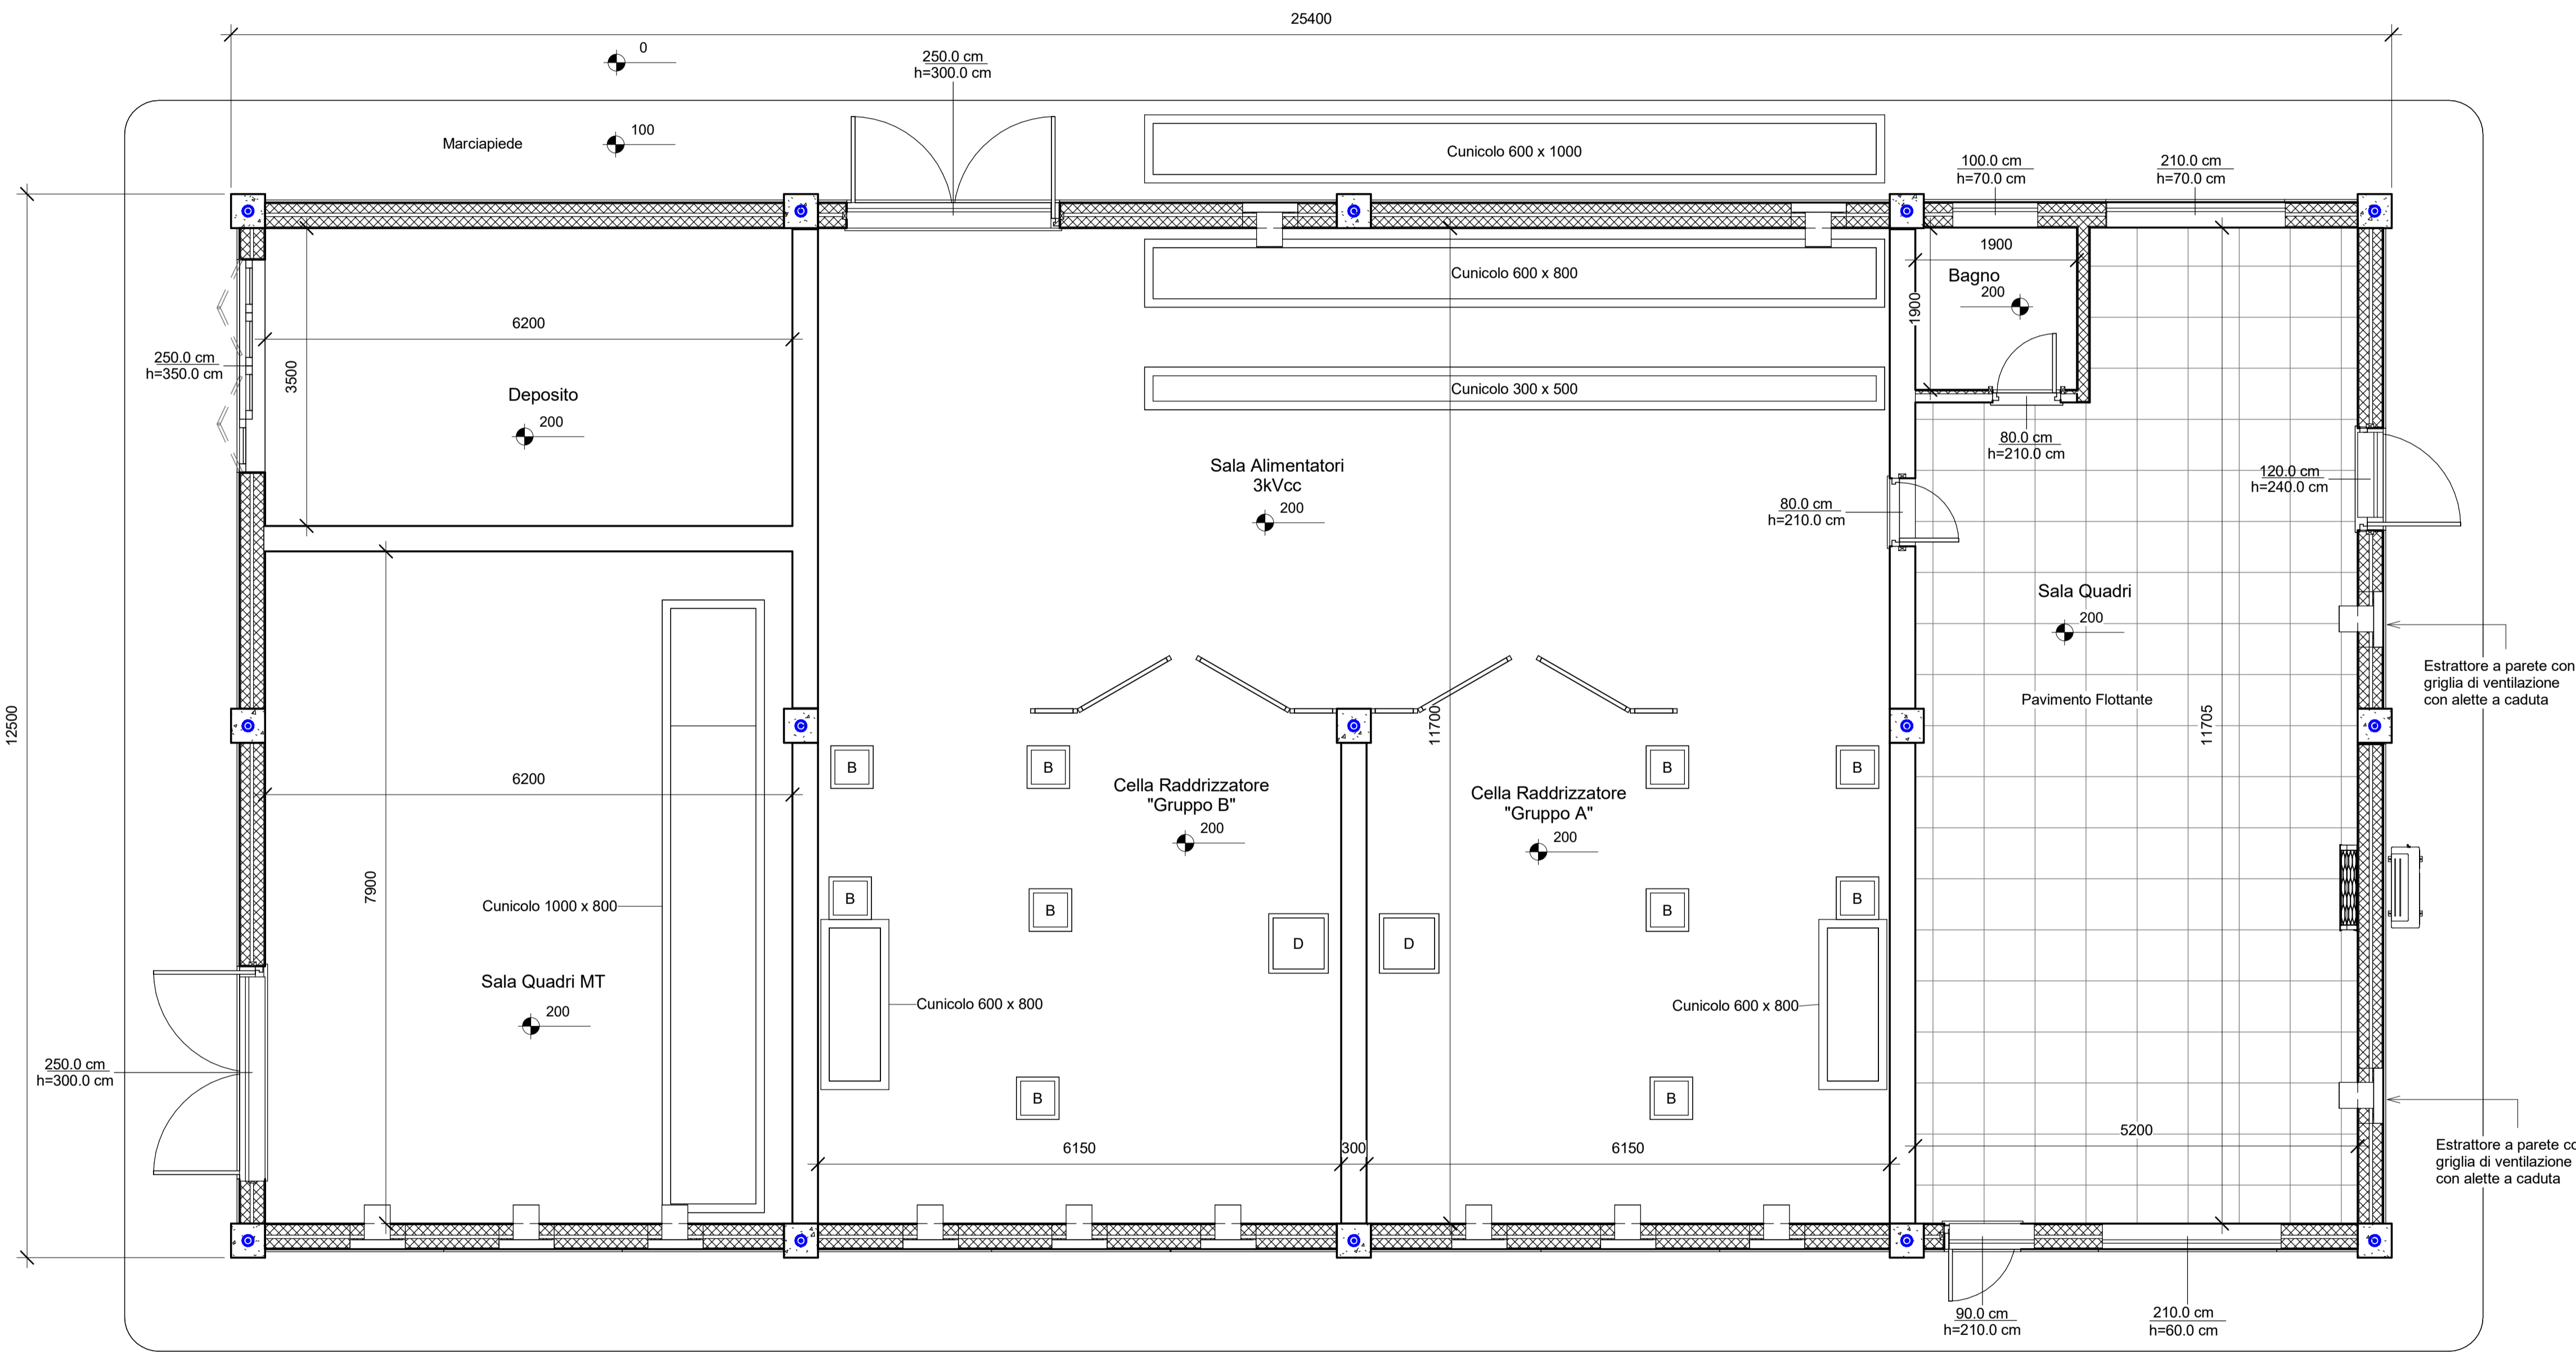 25400
0
250.0 cm
h=300.0 cm
Marciapiede
100
Cunicolo 600 x 1000
100.0 cm
h=70.0 cm
210.0 cm
h=70.0 cm
Cunicolo 600 x 800
1900
Bagno
200
1900
6200
250.0 cm
h=350.0 cm
3500
Deposito
200
Cunicolo 300 x 500
80.0 cm
h=210.0 cm
Sala Alimentatori
3kVcc
200
80.0 cm
h=210.0 cm
120.0 cm
h=240.0 cm
Sala Quadri
200
Estrattore a parete con
griglia di ventilazione
con alette a caduta
Pavimento Flottante
12500
11700
11705
6200
B
B
B
B
Cella Raddrizzatore
"Gruppo B"
200
Cella Raddrizzatore
"Gruppo A"
200
7900
Cunicolo 1000 x 800
B
B
B
B
D
D
Sala Quadri MT
200
Cunicolo 600 x 800
Cunicolo 600 x 800
250.0 cm
h=300.0 cm
B
B
6150
300
6150
5200
Estrattore a parete co
griglia di ventilazione
con alette a caduta
90.0 cm
h=210.0 cm
210.0 cm
h=60.0 cm